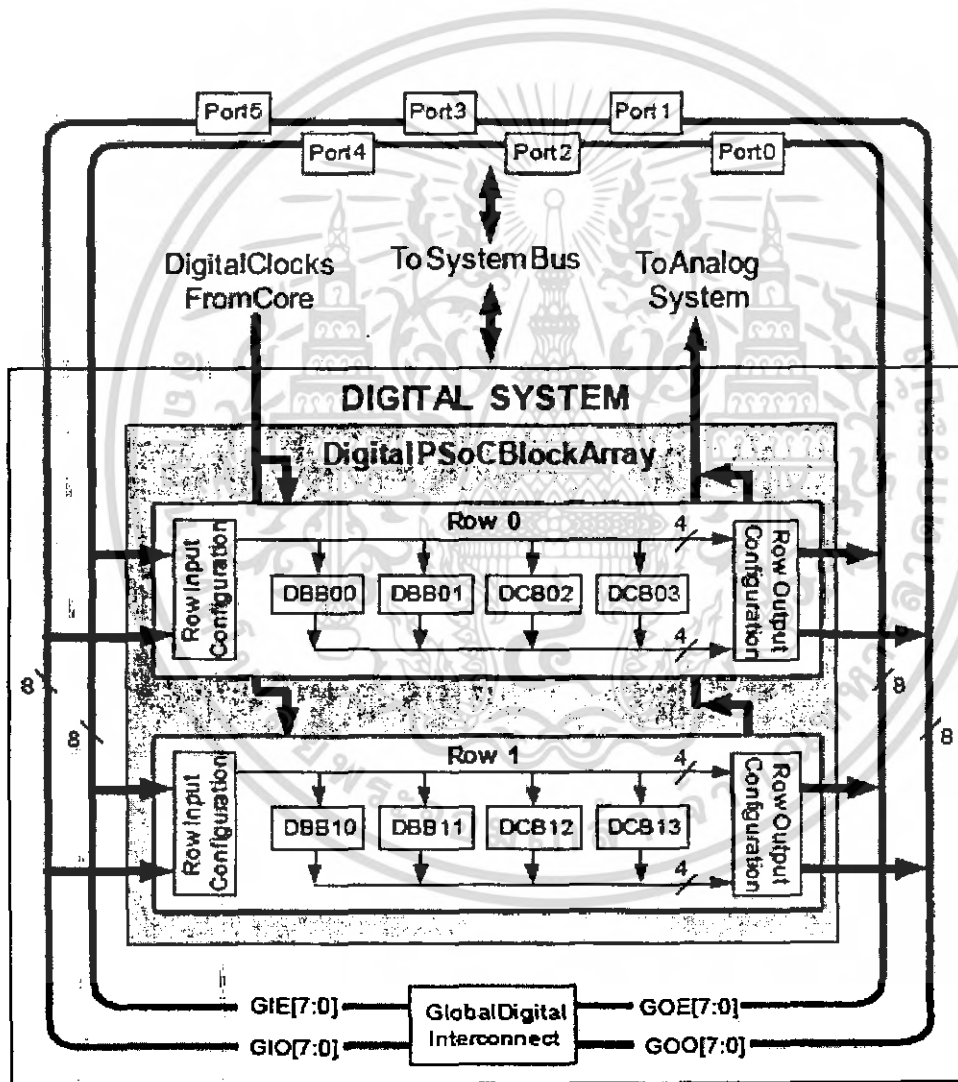 Port5
Port3
Port1
Port4
Port2
Port0
DigitalClocks
FromCore
ToSystemBus
ToAnalog
System
DIGITAL SYSTEM
DigitalPSoCBlockArray
Row 0
4
Row Input
Configuration
DBB00
DBB01
DCB02
DCB03
Row Output
Configuration
4
8
8
8
8
Row 1
4
Row Input
Configuration
DBB10
DBB11
DCB12
DCB13
Row Output
Configuration
4
GIE[7:0]
GlobalDigital
Interconnect
GOE[7:0]
GIO[7:0]
GOO[7:0]